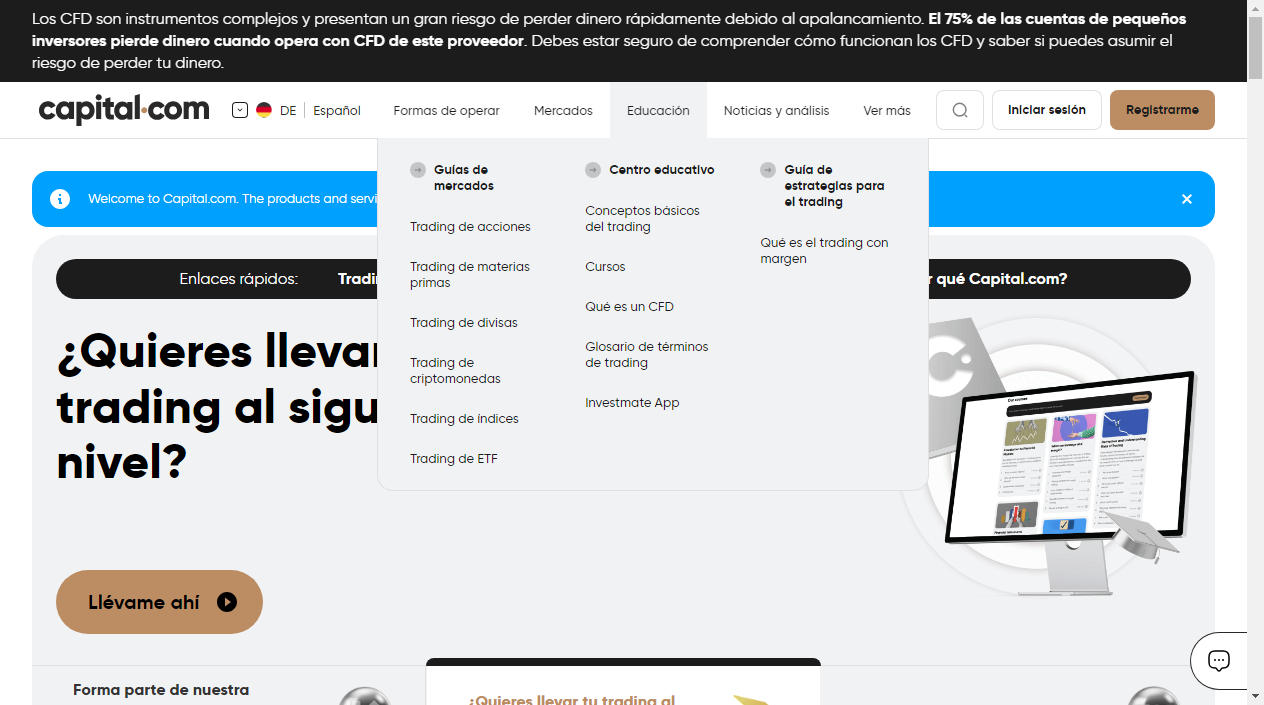 Los CFD son instrumentos complejos y presentan un gran riesgo de perder dinero rápidamente debido al apalancamiento. El 75% de las cuentas de pequeños
inversores pierde dinero cuando opera con CFD de este proveedor. Debes estar seguro de comprender cómo funcionan los CFD y saber si puedes asumir el
riesgo de perder tu dinero.
capital.com
DE
Español
Formas de operar
Mercados
Educación
Noticias y análisis
Ver más
Iniciar sesión
Registrarme
Guías de
mercados
Trading de acciones
Trading de materias
primas
Trading de divisas
Trading de
criptomonedas
Trading de índices
Trading de ETF
Centro educativo
Conceptos básicos
del trading
Cursos
Qué es un CFD
Glosario de términos
de trading
Investmate App
Guía de
estrategias para
el trading
Qué es el trading con
margen
Welcome to Capital.com. The products and servi
Enlaces rápidos:
Tradin
qué Capital.com?
¿Quieres llevar
trading al sigu
nivel?
Llévame ahí
Our courses
Forma parte de nuestra
¿Quieres llevar tu trading al